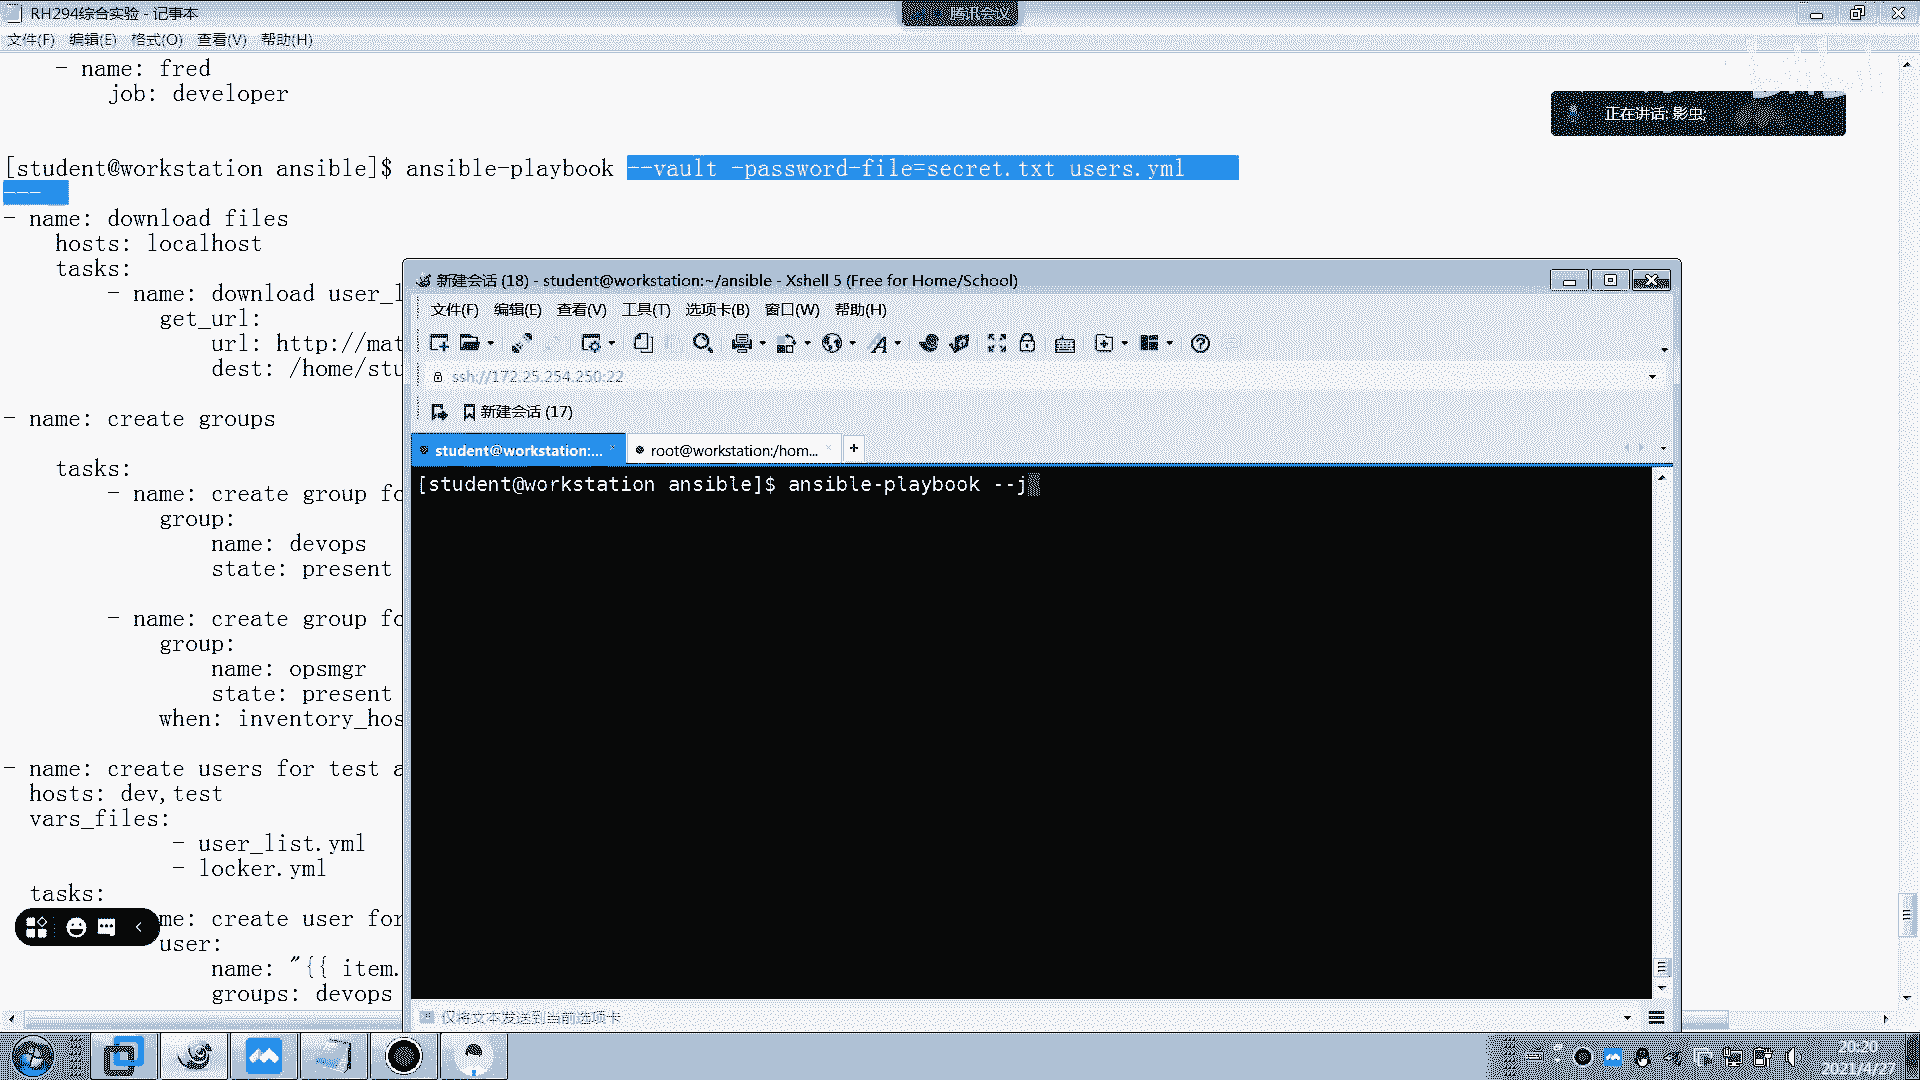 RH294综合实验 - 记事本
腾讯会议
文件(F) 编辑(E) 格式(O) 查看(V) 帮助(H)
- name: fred
job: developer
正在讲话: 影虫;
[student@workstation ansible]$ ansible-playbook --vault -password-file=secret.txt users.yml
---
- name: download files
hosts: localhost
tasks:
- name: download user_l
get_url:
url: http://mat
dest: /home/stu
- name: create groups
tasks:
- name: create group fo
group:
name: devops
state: present
- name: create group fo
group:
name: opsmgr
state: present
when: inventory_hos
- name: create users for test a
hosts: dev,test
vars_files:
- user_list.yml
- locker.yml
tasks:
me: create user for
user:
name: "{{ item.
groups: devops
新建会话 (18) - student@workstation:~/ansible - Xshell 5 (Free for Home/School)
文件(F) 编辑(E) 查看(V) 工具(T) 选项卡(B) 窗口(W) 帮助(H)
ssh://172.25.254.250:22
新建会话 (17)
student@workstation:...
root@workstation:/hom...
[student@workstation ansible]$ ansible-playbook --j
仅将文本发送到当前选项卡
20:20
2021/4/27